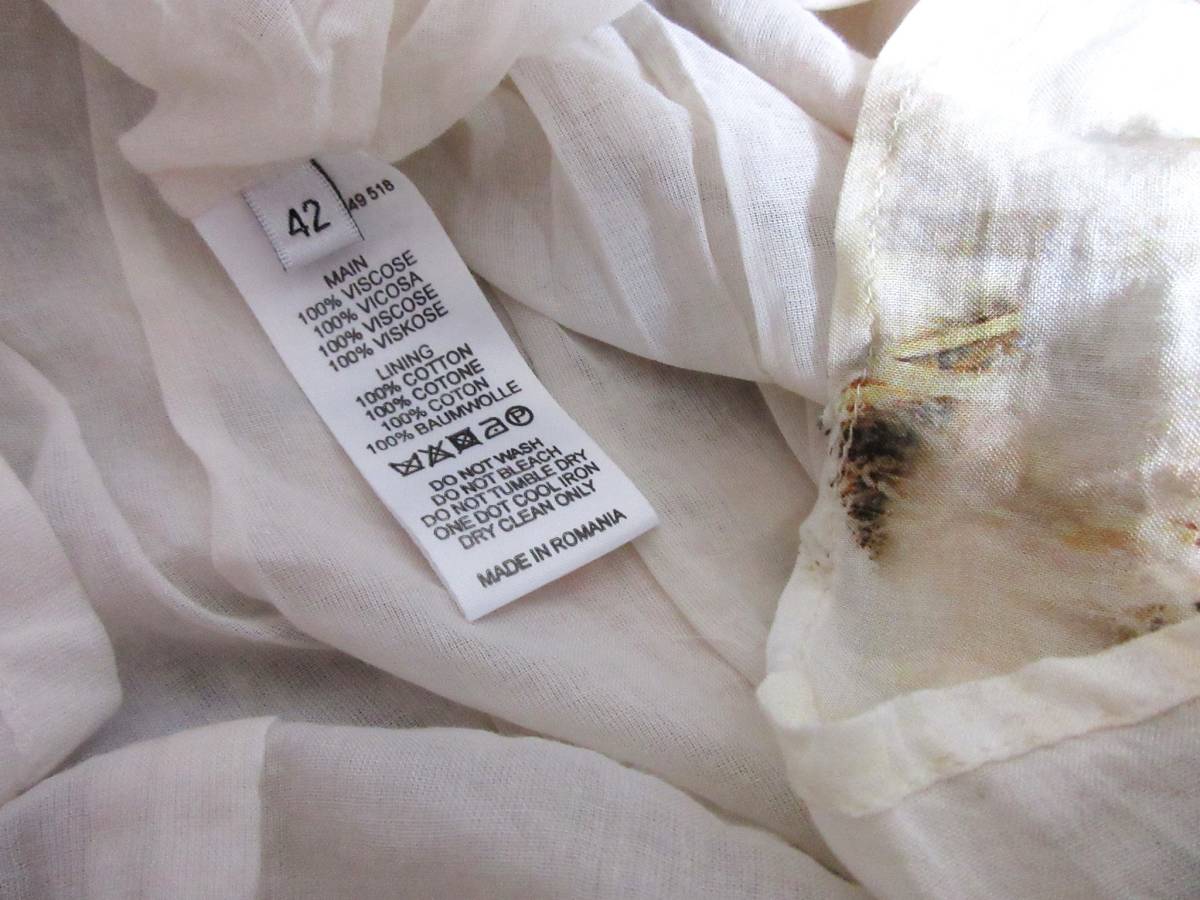 42
49 518
MAIN
100% VISCOSE
100% VICOSA
100% VISCOSE
100% VISKOSE
LINING
100% COTTON
100% COTONE
100% COTON
100% BAUMWOLLE
P
DO NOT WASH
DO NOT BLEACH
DO NOT TUMBLE DRY
ONE DOT COOL IRON
DRY CLEAN ONLY
MADE IN ROMANIA